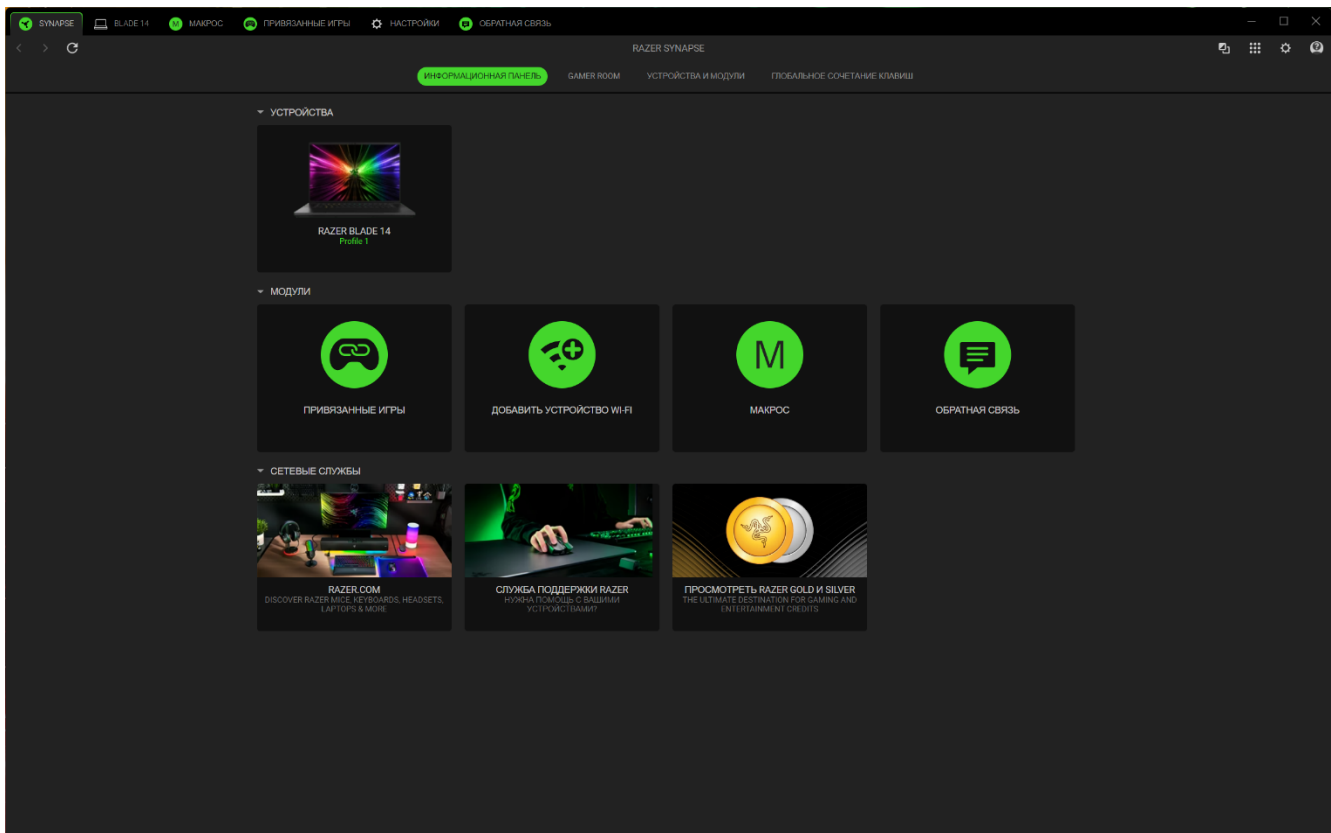 SYNAPSE
BLADE 14
M
МАКРОС
ПРИВЯЗАННЫЕ ИГРЫ
НАСТРОЙКИ
ОБРАТНАЯ СВЯЗЬ
RAZER SYNAPSE
ИНФОРМАЦИОННАЯ ПАНЕЛЬ
GAMER ROOM
УСТРОЙСТВА И МОДУЛИ
ГЛОБАЛЬНОЕ СОЧЕТАНИЕ КЛАВИШ
УСТРОЙСТВА
RAZER BLADE 14
Profile 1
МОДУЛИ
M
ПРИВЯЗАННЫЕ ИГРЫ
ДОБАВИТЬ УСТРОЙСТВО WI-FI
МАКРОС
ОБРАТНАЯ СВЯЗЬ
СЕТЕВЫЕ СЛУЖБЫ
RAZER.COM
DISCOVER RAZER MICE, KEYBOARDS, HEADSETS,
LAPTOPS & MORE
СЛУЖБА ПОДДЕРЖКИ RAZER
НУЖНА ПОМОЩЬ С ВАШИМИ
УСТРОЙСТВАМИ?
ПРОСМОТРЕТЬ RAZER GOLD И SILVER
THE ULTIMATE DESTINATION FOR GAMING AND
ENTERTAINMENT CREDITS